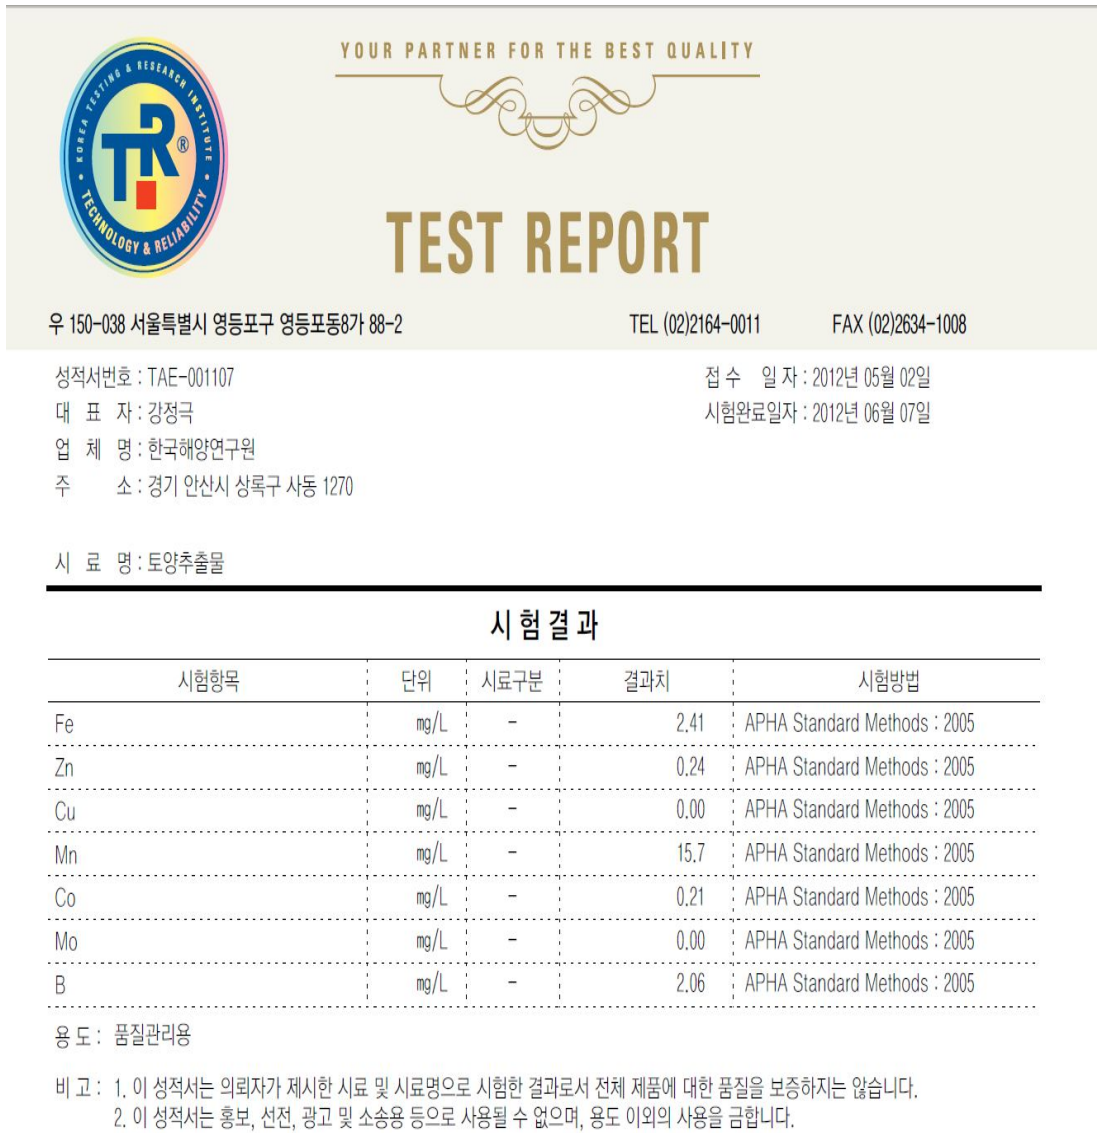 YOUR PARTNER FOR THE BEST QUALITY
KOREA TESTING & RESEARCH INSTITUTE
TR®
TECHNOLOGY & RELIABILITY
TEST REPORT
우 150-038 서울특별시 영등포구 영등포동8가 88-2 TEL (02)2164-0011 FAX (02)2634-1008
성적서번호 : TAE-001107 접 수 일 자 : 2012년 05월 02일
대 표 자 : 강정극 시험완료일자 : 2012년 06월 07일
업 체 명 : 한국해양연구원
주 소 : 경기 안산시 상록구 사동 1270
시 료 명 : 토양추출물
시 험 결 과
시험항목 단위 시료구분 결과치 시험방법
Fe mg/L - 2.41 APHA Standard Methods : 2005
Zn mg/L - 0.24 APHA Standard Methods : 2005
Cu mg/L - 0.00 APHA Standard Methods : 2005
Mn mg/L - 15.7 APHA Standard Methods : 2005
Co mg/L - 0.21 APHA Standard Methods : 2005
Mo mg/L - 0.00 APHA Standard Methods : 2005
B mg/L - 2.06 APHA Standard Methods : 2005
용 도 : 품질관리용
비 고 : 1. 이 성적서는 의뢰자가 제시한 시료 및 시료명으로 시험한 결과로서 전체 제품에 대한 품질을 보증하지는 않습니다.
2. 이 성적서는 홍보, 선전, 광고 및 소송용 등으로 사용될 수 없으며, 용도 이외의 사용을 금합니다.